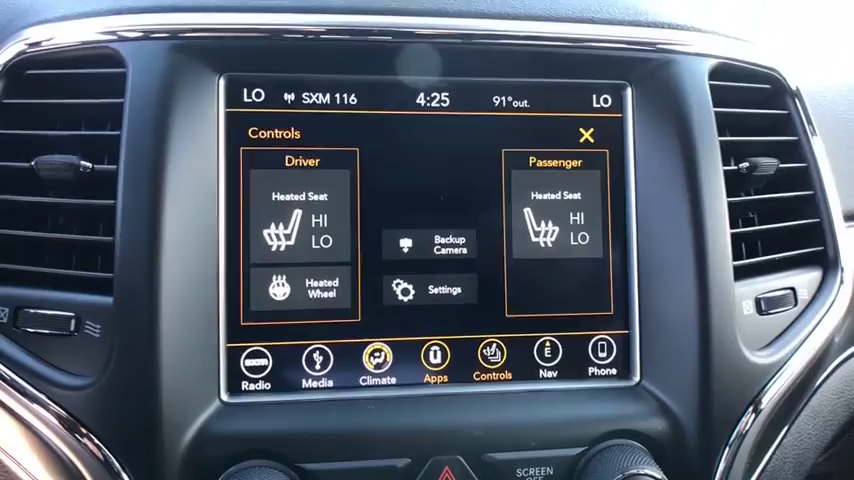 LO SXM 116 4:25 91°out. LO
Controls
Driver
Passenger
Heated Seat
HI
LO
Heated Seat
HI
LO
Backup
Camera
Heated
Wheel
Settings
Radio Media Climate Apps Controls Nav Phone
E
SCREEN
OFF